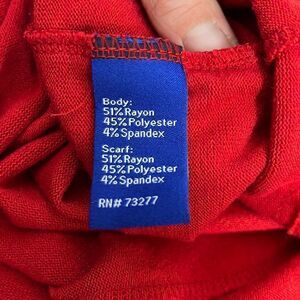 Body:
51% Rayon
45% Polyester
4% Spandex
Scarf:
51% Rayon
45% Polyester
4% Spandex
RN# 73277